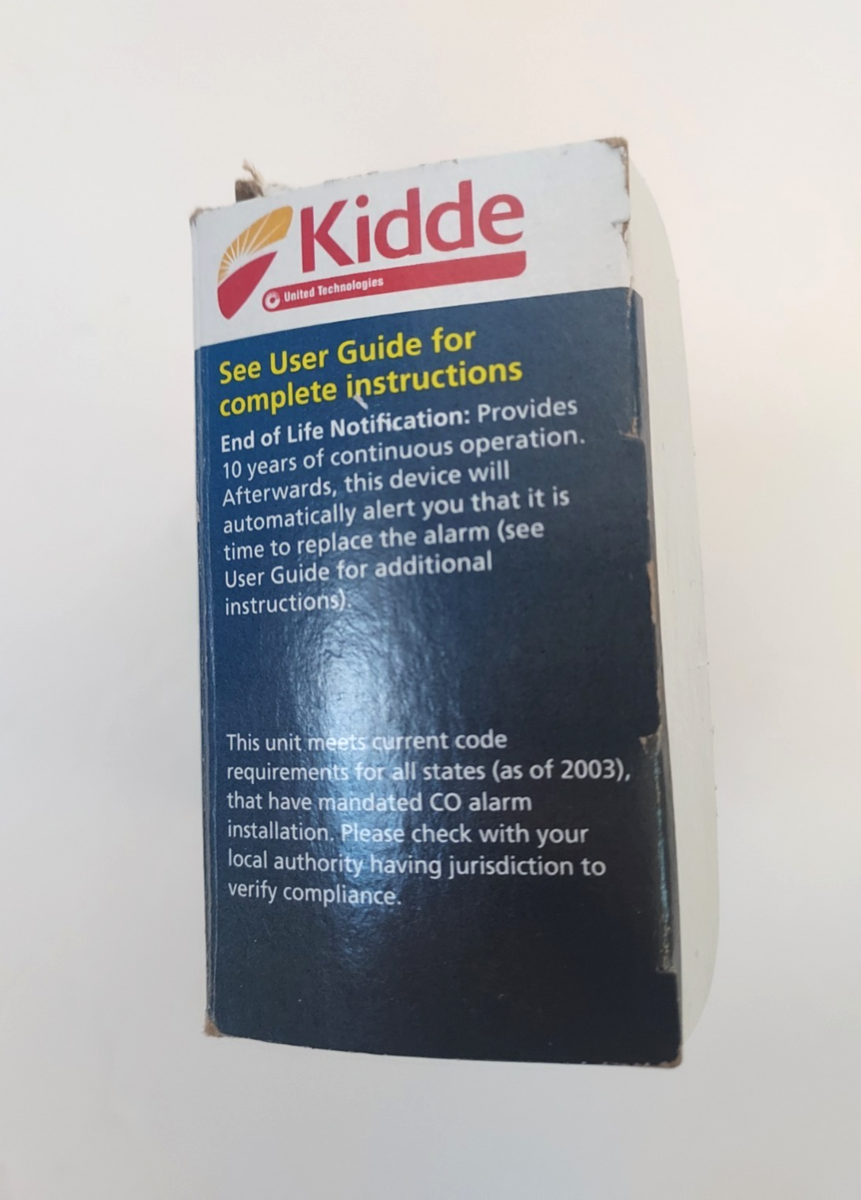 Kidde
United Technologies
See User Guide for
complete instructions
End of Life Notification: Provides
10 years of continuous operation.
Afterwards, this device will
automatically alert you that it is
time to replace the alarm (see
User Guide for additional
instructions).
This unit meets current code
requirements for all states (as of 2003),
that have mandated CO alarm
installation. Please check with your
local authority having jurisdiction to
verify compliance.